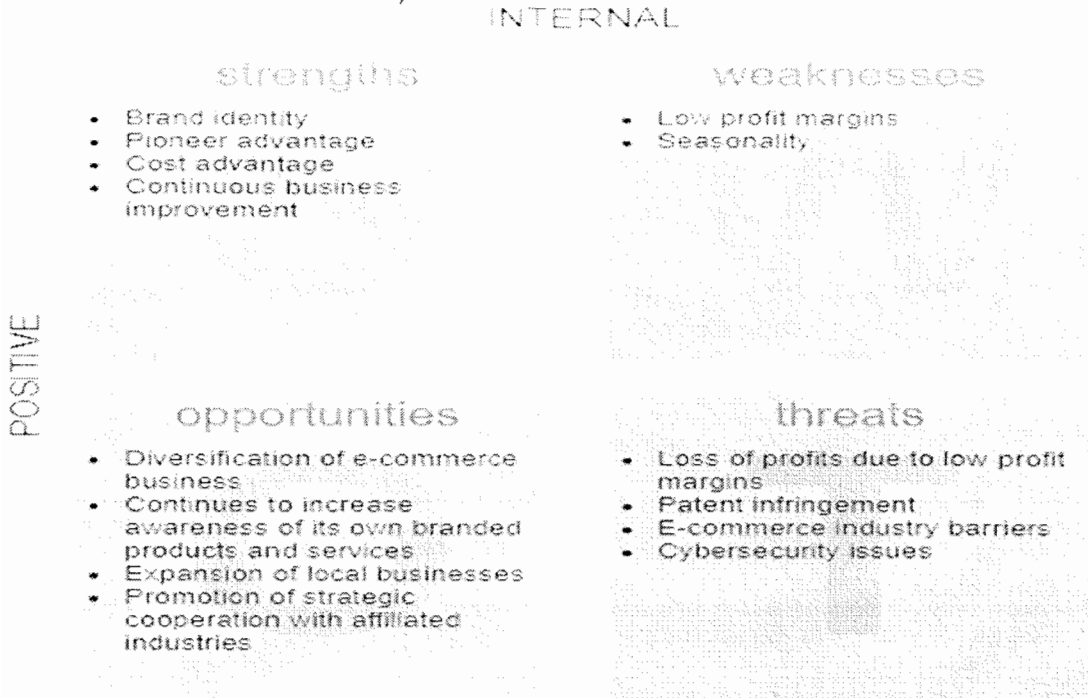 INTERNAL
strengths
• Brand identity
• Pioneer advantage
• Cost advantage
• Continuous business
improvement
weaknesses
• Low profit margins
• Seasonality
POSITIVE
opportunities
• Diversification of e-commerce
business
• Continues to increase
awareness of its own branded
products and services
• Expansion of local businesses
• Promotion of strategic
cooperation with affiliated
industries
threats
• Loss of profits due to low profit
margins
• Patent infringement
• E-commerce industry barriers
• Cybersecurity issues